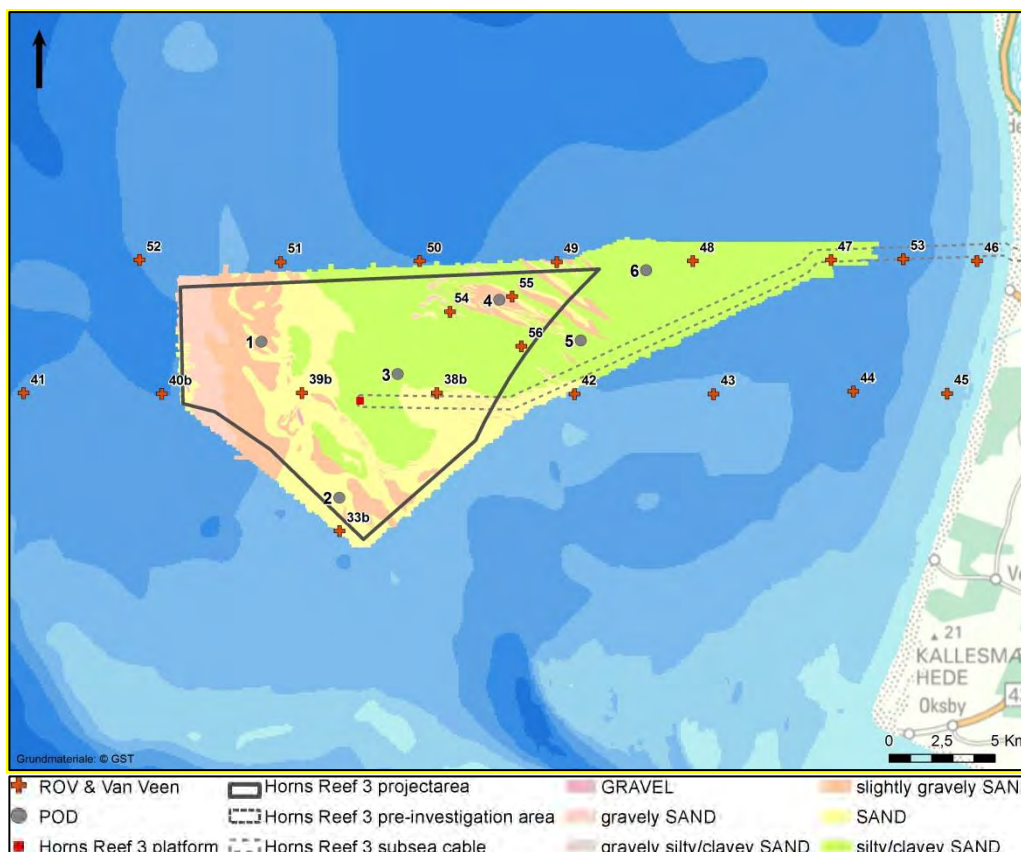 52
51
50
49
48
47
53
46
6
55
4
54
1
5
56
3
41
40b
39b
38b
42
43
44
45
2
33b
21
KALLESMÆ
HEDE
Oksby
0 2,5 5 Km
Grundmateriale: © GST
ROV & Van Veen
Horns Reef 3 projectarea
GRAVEL
slightly gravely SAN
POD
Horns Reef 3 pre-investigation area
gravely SAND
SAND
Horns Reef 3 platform
Horns Reef 3 subsea cable
gravely silty/clayey SAND
silty/clayey SAND